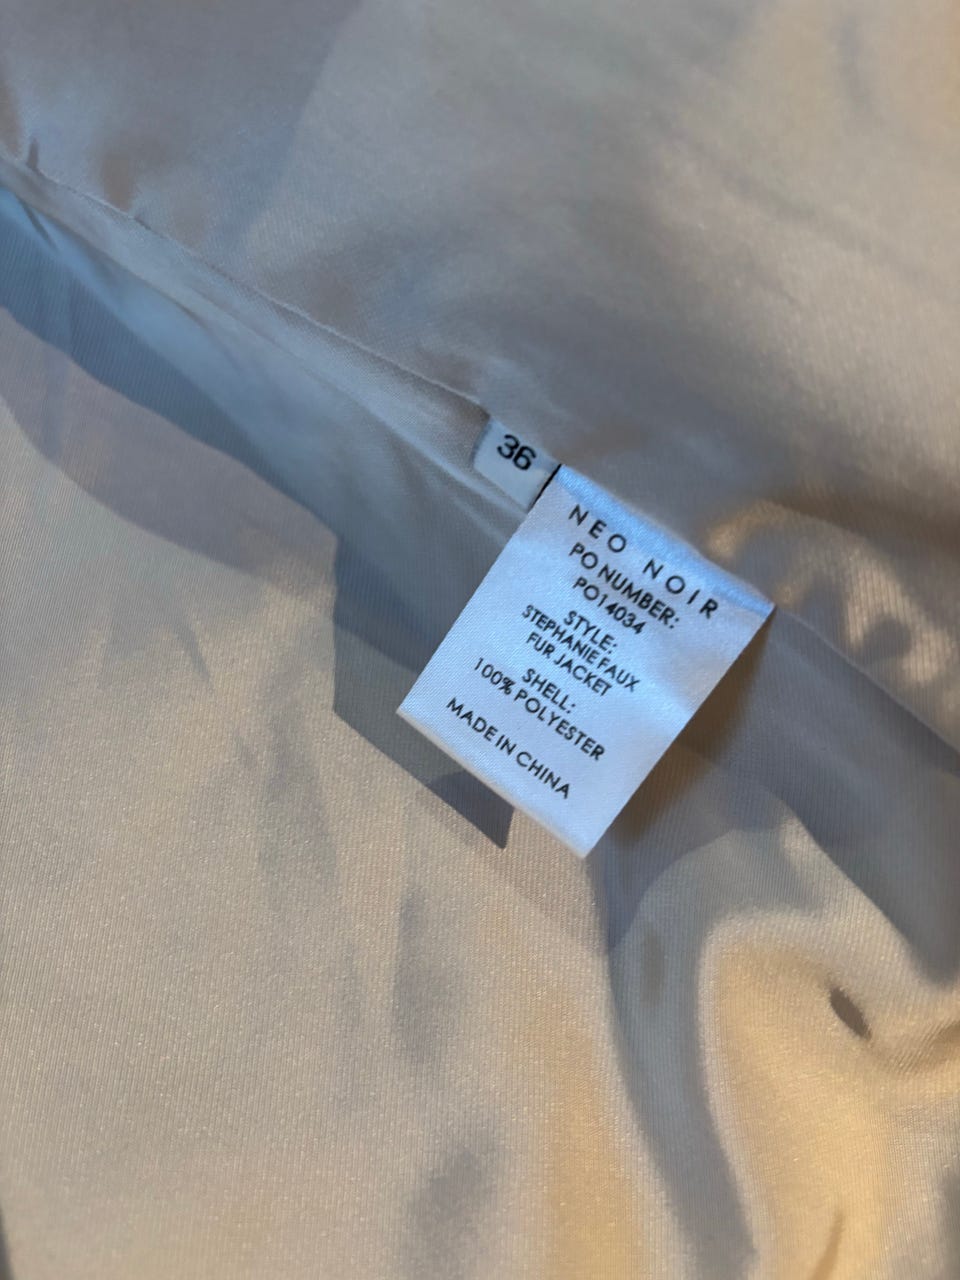 36
NEO NOIR
PO NUMBER:
PO14034
STYLE:
STEPHANIE FAUX
FUR JACKET
SHELL:
100% POLYESTER
MADE IN CHINA